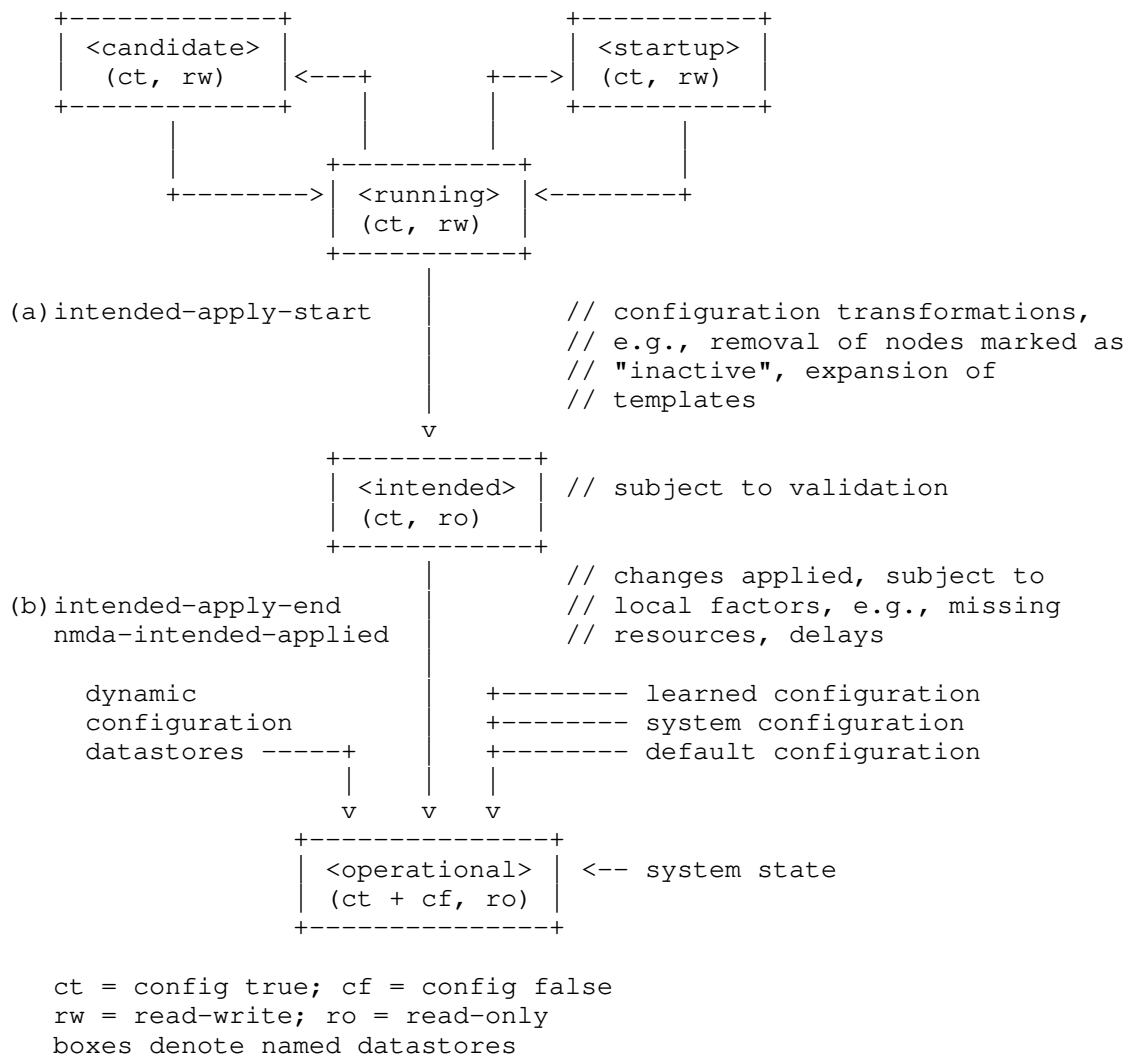 <candidate> <startup>
(ct, rw) <---+ +---> (ct, rw)
+--------> <running> <--------+
(ct, rw)
(a)intended-apply-start // configuration transformations,
// e.g., removal of nodes marked as
// "inactive", expansion of
// templates
v
<intended> // subject to validation
(ct, ro)
// changes applied, subject to
(b)intended-apply-end // local factors, e.g., missing
nmda-intended-applied // resources, delays
dynamic +-------- learned configuration
configuration +-------- system configuration
datastores -----+ +-------- default configuration
v v v
<operational> <-- system state
(ct + cf, ro)
ct = config true; cf = config false
rw = read-write; ro = read-only
boxes denote named datastores